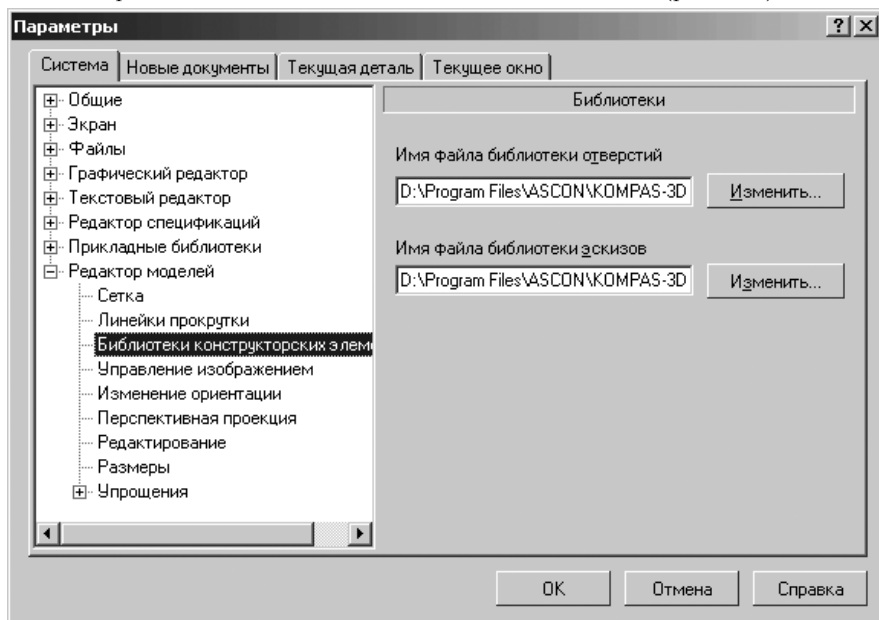 Параметры
Система Новые документы Текущая деталь Текущее окно
Общие
Экран
Файлы
Графический редактор
Текстовый редактор
Редактор спецификаций
Прикладные библиотеки
Редактор моделей
Сетка
Линейки прокрутки
Библиотеки конструкторских элем
Управление изображением
Изменение ориентации
Перспективная проекция
Редактирование
Размеры
Упрощения
Библиотеки
Имя файла библиотеки отверстий
D:\Program Files\ASCON\KOMPAS-3D Изменить...
Имя файла библиотеки эскизов
D:\Program Files\ASCON\KOMPAS-3D Изменить...
OK Отмена Справка